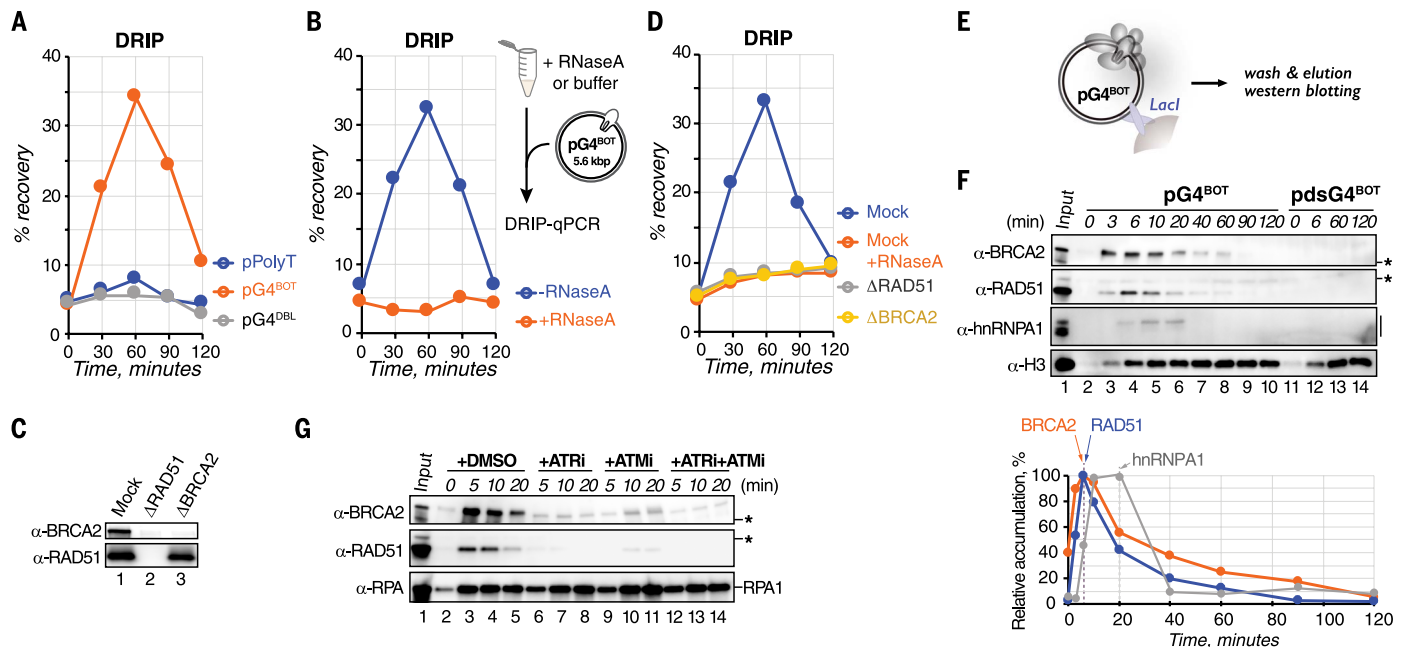 A
DRIP
% recovery
40
30
20
10
0
0 30 60 90 120
Time, minutes
pPolyT
pG4BOT
pG4DBL
B
DRIP
% recovery
40
30
20
10
0
0 30 60 90 120
Time, minutes
-RNaseA
+RNaseA
+ RNaseA
or buffer
pG4BOT
5.6 kbp
DRIP-qPCR
D
DRIP
% recovery
40
30
20
10
0
0 30 60 90 120
Time, minutes
Mock
Mock
+RNaseA
ΔRAD51
ΔBRCA2
E
pG4BOT
LacI
wash & elution
western blotting
F
Input
pG4BOT
pdsG4BOT
(min) 0 3 6 10 20 40 60 90 120 0 6 60 120
α-BRCA2
*
α-RAD51
*
α-hnRNPA1
α-H3
1 2 3 4 5 6 7 8 9 10 11 12 13 14
BRCA2
RAD51
hnRNPA1
Relative accumulation, %
100
80
60
40
20
0
0 20 40 60 80 100 120
Time, minutes
C
Mock
ΔRAD51
ΔBRCA2
α-BRCA2
α-RAD51
1 2 3
G
Input
+DMSO +ATRi +ATMi +ATRi+ATMi
0 5 10 20 5 10 20 5 10 20 5 10 20 (min)
α-BRCA2
*
α-RAD51
*
α-RPA
RPA1
1 2 3 4 5 6 7 8 9 10 11 12 13 14